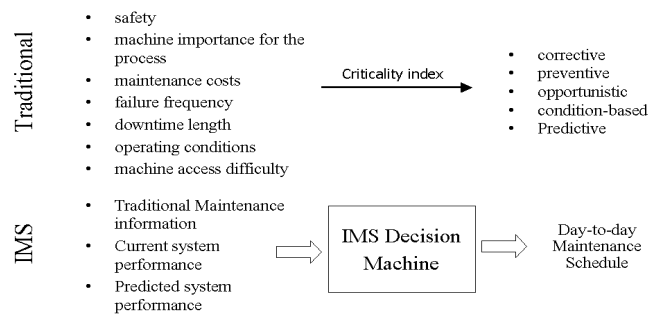 Traditional
• safety
• machine importance for the
process
• maintenance costs
• failure frequency
• downtime length
• operating conditions
• machine access difficulty
Criticality index
• corrective
• preventive
• opportunistic
• condition-based
• Predictive
IMS
• Traditional Maintenance
information
• Current system
performance
• Predicted system
performance
IMS Decision
Machine
Day-to-day
Maintenance
Schedule